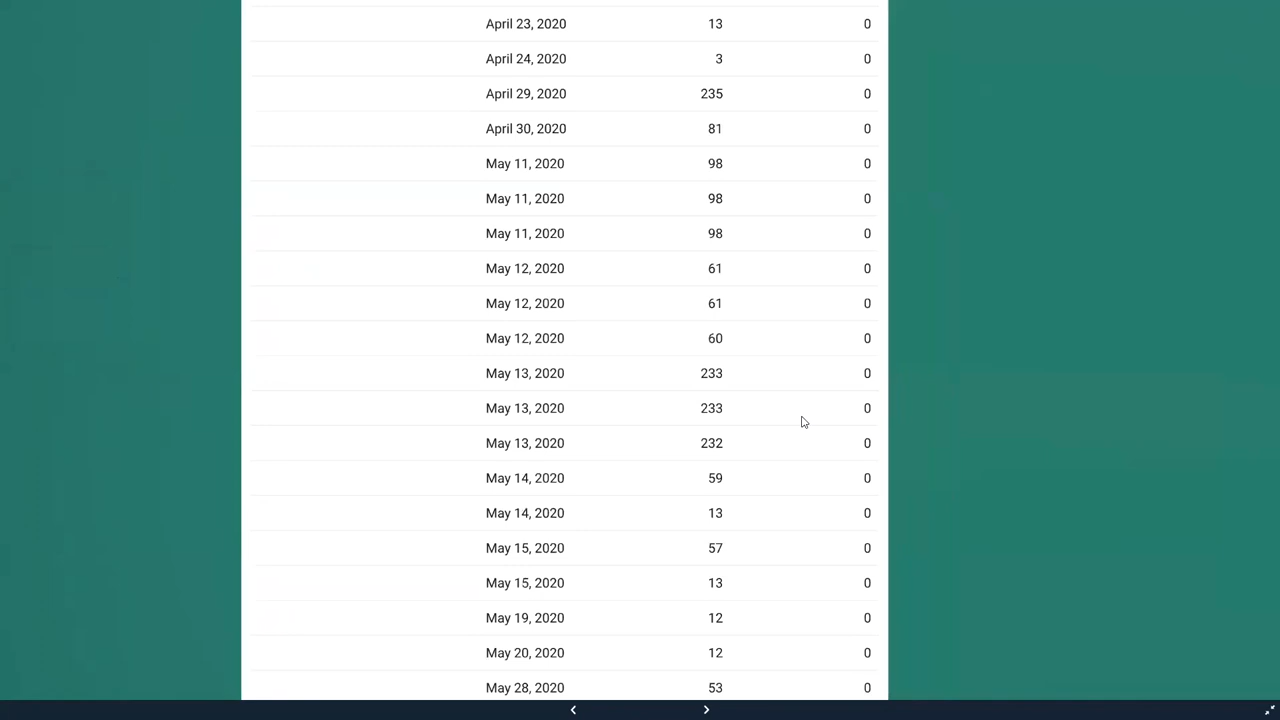 April 23, 2020 13 0
April 24, 2020 3 0
April 29, 2020 235 0
April 30, 2020 81 0
May 11, 2020 98 0
May 11, 2020 98 0
May 11, 2020 98 0
May 12, 2020 61 0
May 12, 2020 61 0
May 12, 2020 60 0
May 13, 2020 233 0
May 13, 2020 233 0
May 13, 2020 232 0
May 14, 2020 59 0
May 14, 2020 13 0
May 15, 2020 57 0
May 15, 2020 13 0
May 19, 2020 12 0
May 20, 2020 12 0
May 28, 2020 53 0